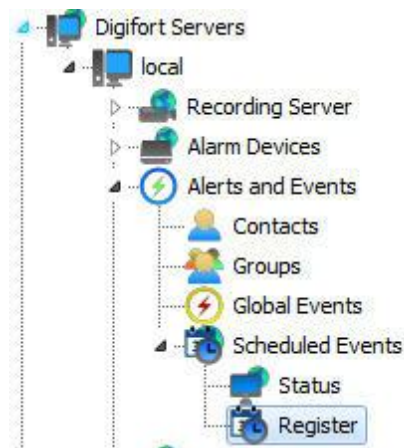 Digifort Servers
local
Recording Server
Alarm Devices
Alerts and Events
Contacts
Groups
Global Events
Scheduled Events
Status
Register